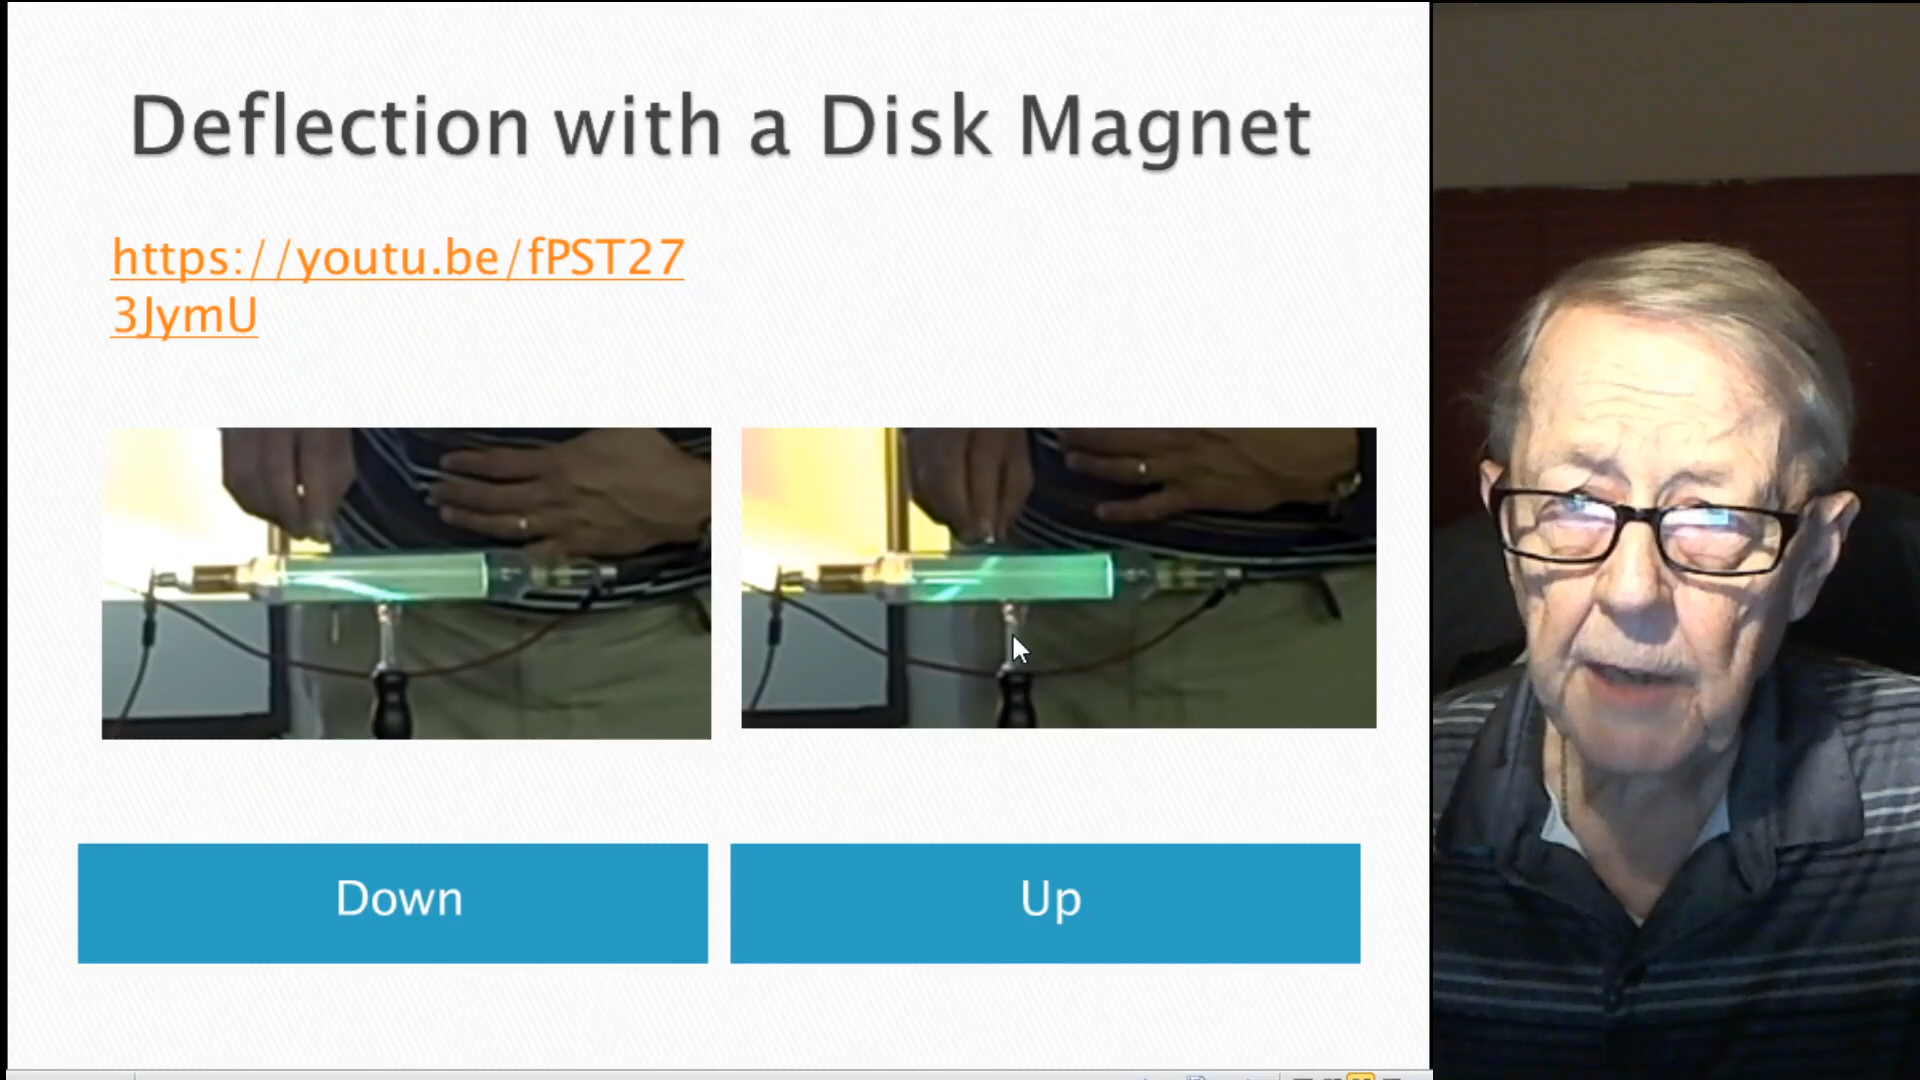 Deflection with a Disk Magnet
https://youtu.be/fPST27
3JymU
Down
Up